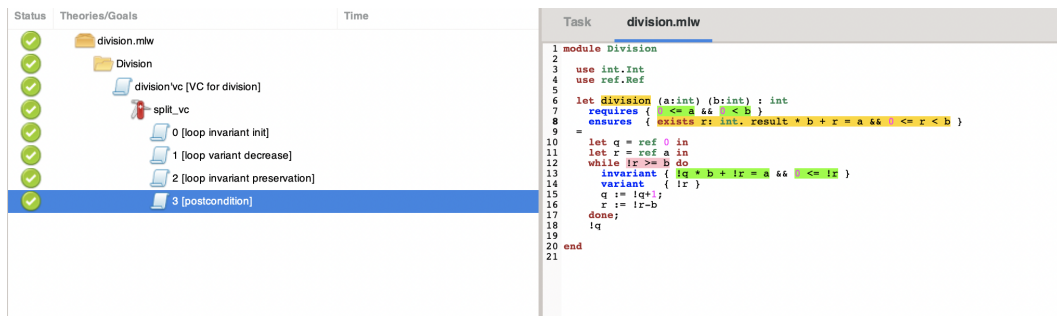 Status Theories/Goals Time
division.mlw
Division
division'vc [VC for division]
split_vc
0 [loop invariant init]
1 [loop variant decrease]
2 [loop invariant preservation]
3 [postcondition]
Task division.mlw
1 module Division
2
3 use int.Int
4 use ref.Ref
5
6 let division (a:int) (b:int) : int
7 requires { 0 <= a && 0 < b }
8 ensures { exists r: int. result * b + r = a && 0 <= r < b }
9 =
10 let q = ref 0 in
11 let r = ref a in
12 while !r >= b do
13 invariant { !q * b + !r = a && 0 <= !r }
14 variant { !r }
15 q := !q+1;
16 r := !r-b
17 done;
18 !q
19
20 end
21